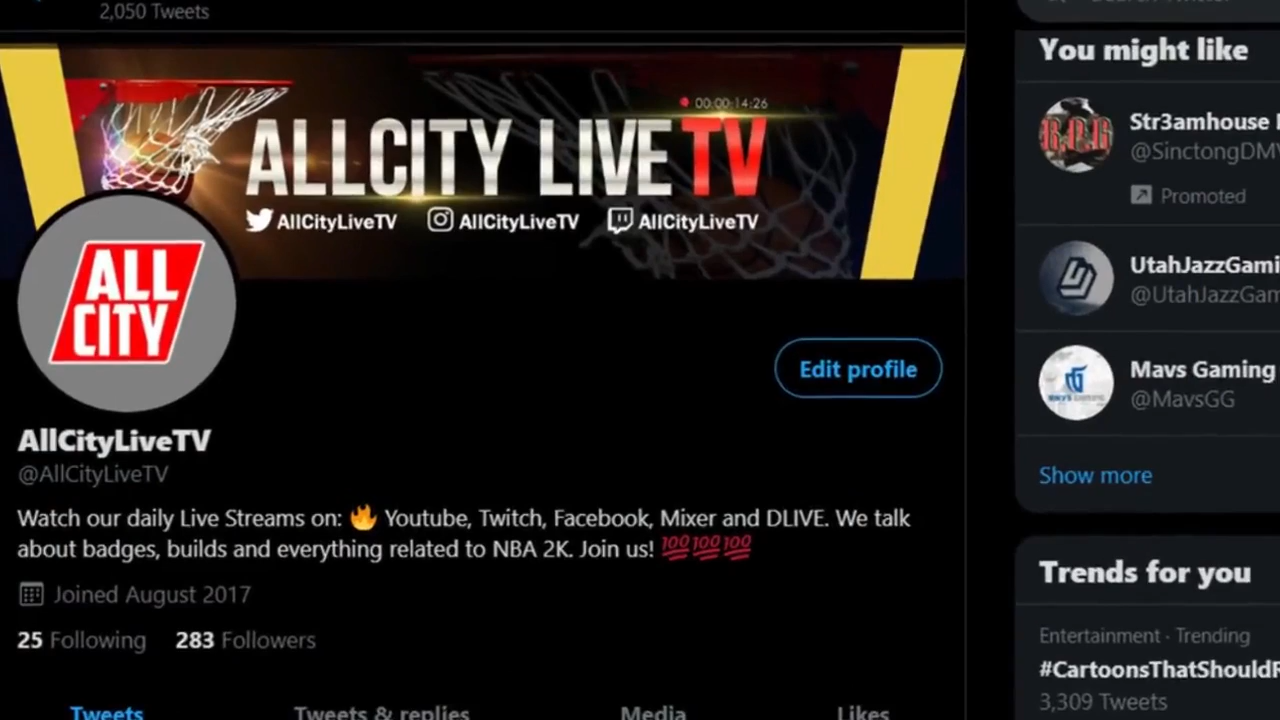 2,050 Tweets
00:00:14:26
ALLCITY LIVE TV
AllCityLiveTV AllCityLiveTV AllCityLiveTV
ALL
CITY
Edit profile
AllCityLiveTV
@AllCityLiveTV
Watch our daily Live Streams on: 🔥 Youtube, Twitch, Facebook, Mixer and DLIVE. We talk
about badges, builds and everything related to NBA 2K. Join us! 💯💯💯
Joined August 2017
25 Following 283 Followers
Tweets Tweets & replies Media Likes
You might like
Str3amhouse
@SinctongDMV
Promoted
UtahJazzGami
@UtahJazzGam
Mavs Gaming
@MavsGG
Show more
Trends for you
Entertainment · Trending
#CartoonsThatShouldR
3,309 Tweets